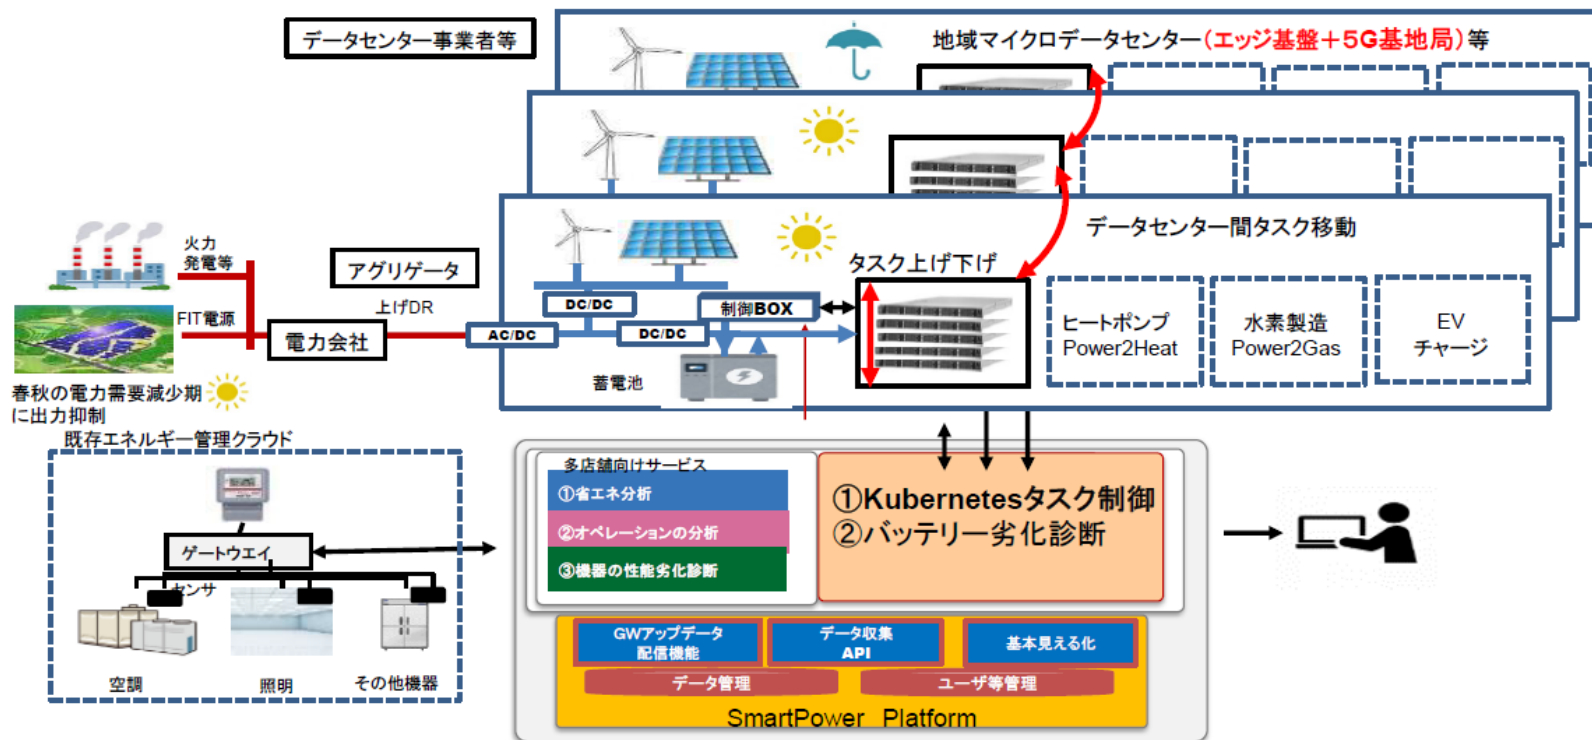 データセンター事業者等
地域マイクロデータセンター(エッジ基盤＋5G基地局)等
データセンター間タスク移動
火力
発電等
アグリゲータ
タスク上げ下げ
FIT電源
上げDR
電力会社
AC/DC
DC/DC
DC/DC
制御BOX
蓄電池
ヒートポンプ
Power2Heat
水素製造
Power2Gas
EV
チャージ
春秋の電力需要減少期
に出力抑制
既存エネルギー管理クラウド
ゲートウエイ
センサ
空調
照明
その他機器
多店舗向けサービス
①省エネ分析
②オペレーションの分析
③機器の性能劣化診断
①Kubernetesタスク制御
②バッテリー劣化診断
GWアップデータ
配信機能
データ収集
API
基本見える化
データ管理
ユーザ等管理
SmartPower Platform